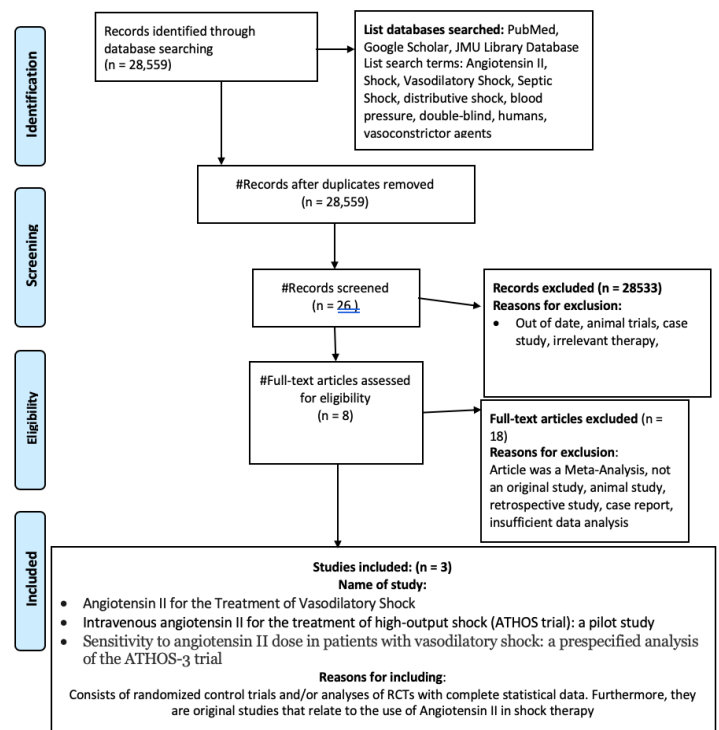 Identification
Records identified through
database searching
(n = 28,559)
List databases searched: PubMed,
Google Scholar, JMU Library Database
List search terms: Angiotensin II,
Shock, Vasodilatory Shock, Septic
Shock, distributive shock, blood
pressure, double-blind, humans,
vasoconstrictor agents
#Records after duplicates removed
(n = 28,559)
Screening
#Records screened
(n = 26 )
Records excluded (n = 28533)
Reasons for exclusion:
• Out of date, animal trials, case
study, irrelevant therapy,
Eligibility
#Full-text articles assessed
for eligibility
(n = 8)
Full-text articles excluded (n =
18)
Reasons for exclusion:
Article was a Meta-Analysis, not
an original study, animal study,
retrospective study, case report,
insufficient data analysis
Included
Studies included: (n = 3)
Name of study:
• Angiotensin II for the Treatment of Vasodilatory Shock
• Intravenous angiotensin II for the treatment of high-output shock (ATHOS trial): a pilot study
• Sensitivity to angiotensin II dose in patients with vasodilatory shock: a prespecified analysis
of the ATHOS-3 trial
Reasons for including:
Consists of randomized control trials and/or analyses of RCTs with complete statistical data. Furthermore, they
are original studies that relate to the use of Angiotensin II in shock therapy